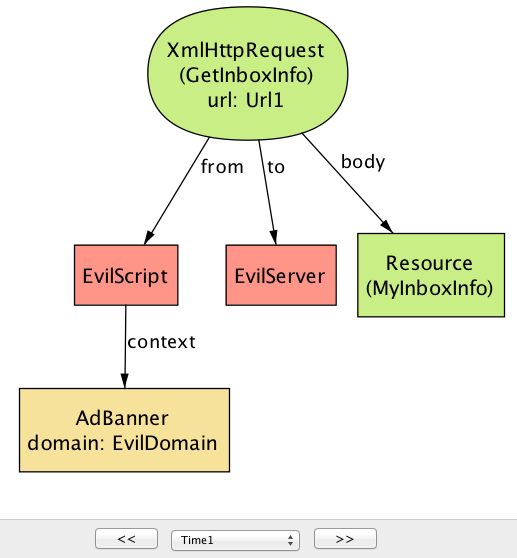 XmlHttpRequest
(GetInboxInfo)
url: Url1
from
to
body
EvilScript
EvilServer
Resource
(MyInboxInfo)
context
AdBanner
domain: EvilDomain
<<
Time1
>>